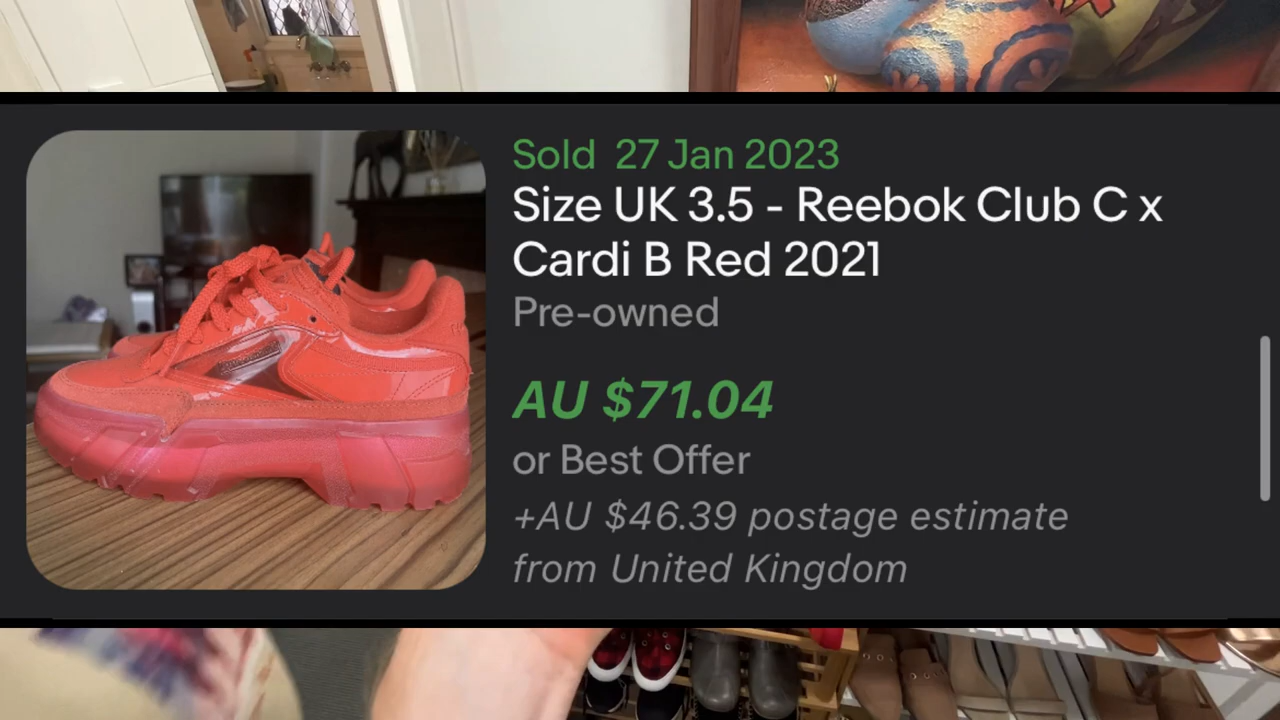 Sold 27 Jan 2023
Size UK 3.5 - Reebok Club C x
Cardi B Red 2021
Pre-owned
AU $71.04
or Best Offer
+AU $46.39 postage estimate
from United Kingdom